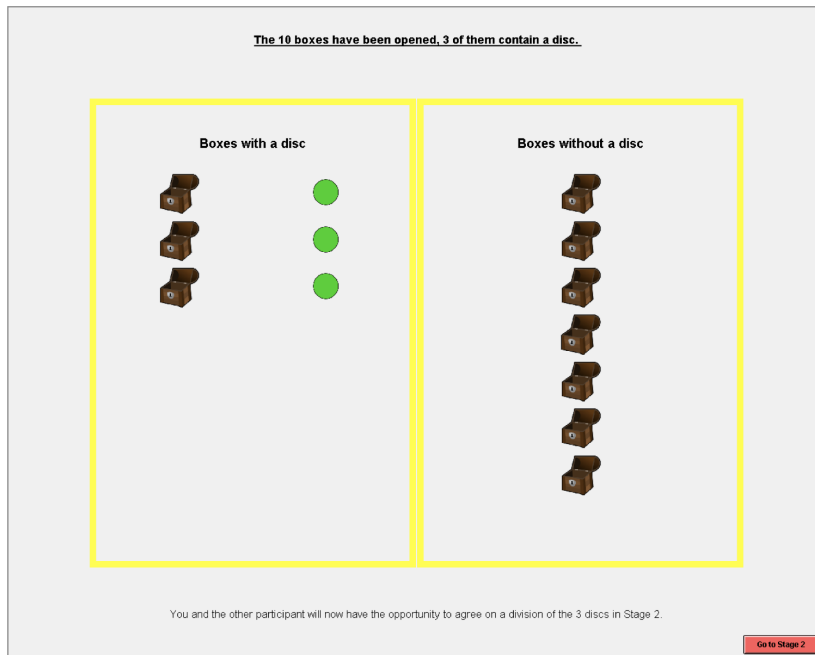 The 10 boxes have been opened, 3 of them contain a disc.
Boxes with a disc
Boxes without a disc
You and the other participant will now have the opportunity to agree on a division of the 3 discs in Stage 2.
Go to Stage 2